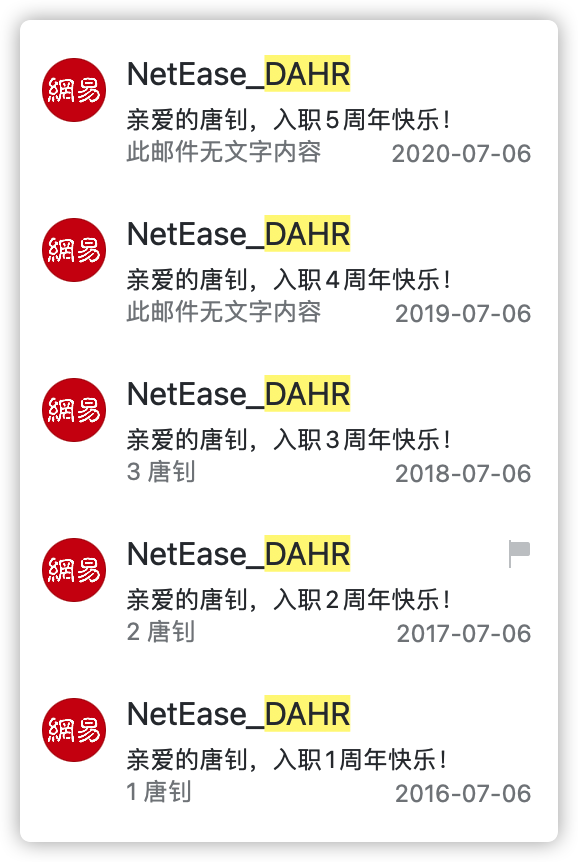 網易 NetEase_DAHR
亲爱的唐钊，入职5周年快乐！
此邮件无文字内容 2020-07-06
網易 NetEase_DAHR
亲爱的唐钊，入职4周年快乐！
此邮件无文字内容 2019-07-06
網易 NetEase_DAHR
亲爱的唐钊，入职3周年快乐！
3 唐钊 2018-07-06
網易 NetEase_DAHR
亲爱的唐钊，入职2周年快乐！
2 唐钊 2017-07-06
網易 NetEase_DAHR
亲爱的唐钊，入职1周年快乐！
1 唐钊 2016-07-06